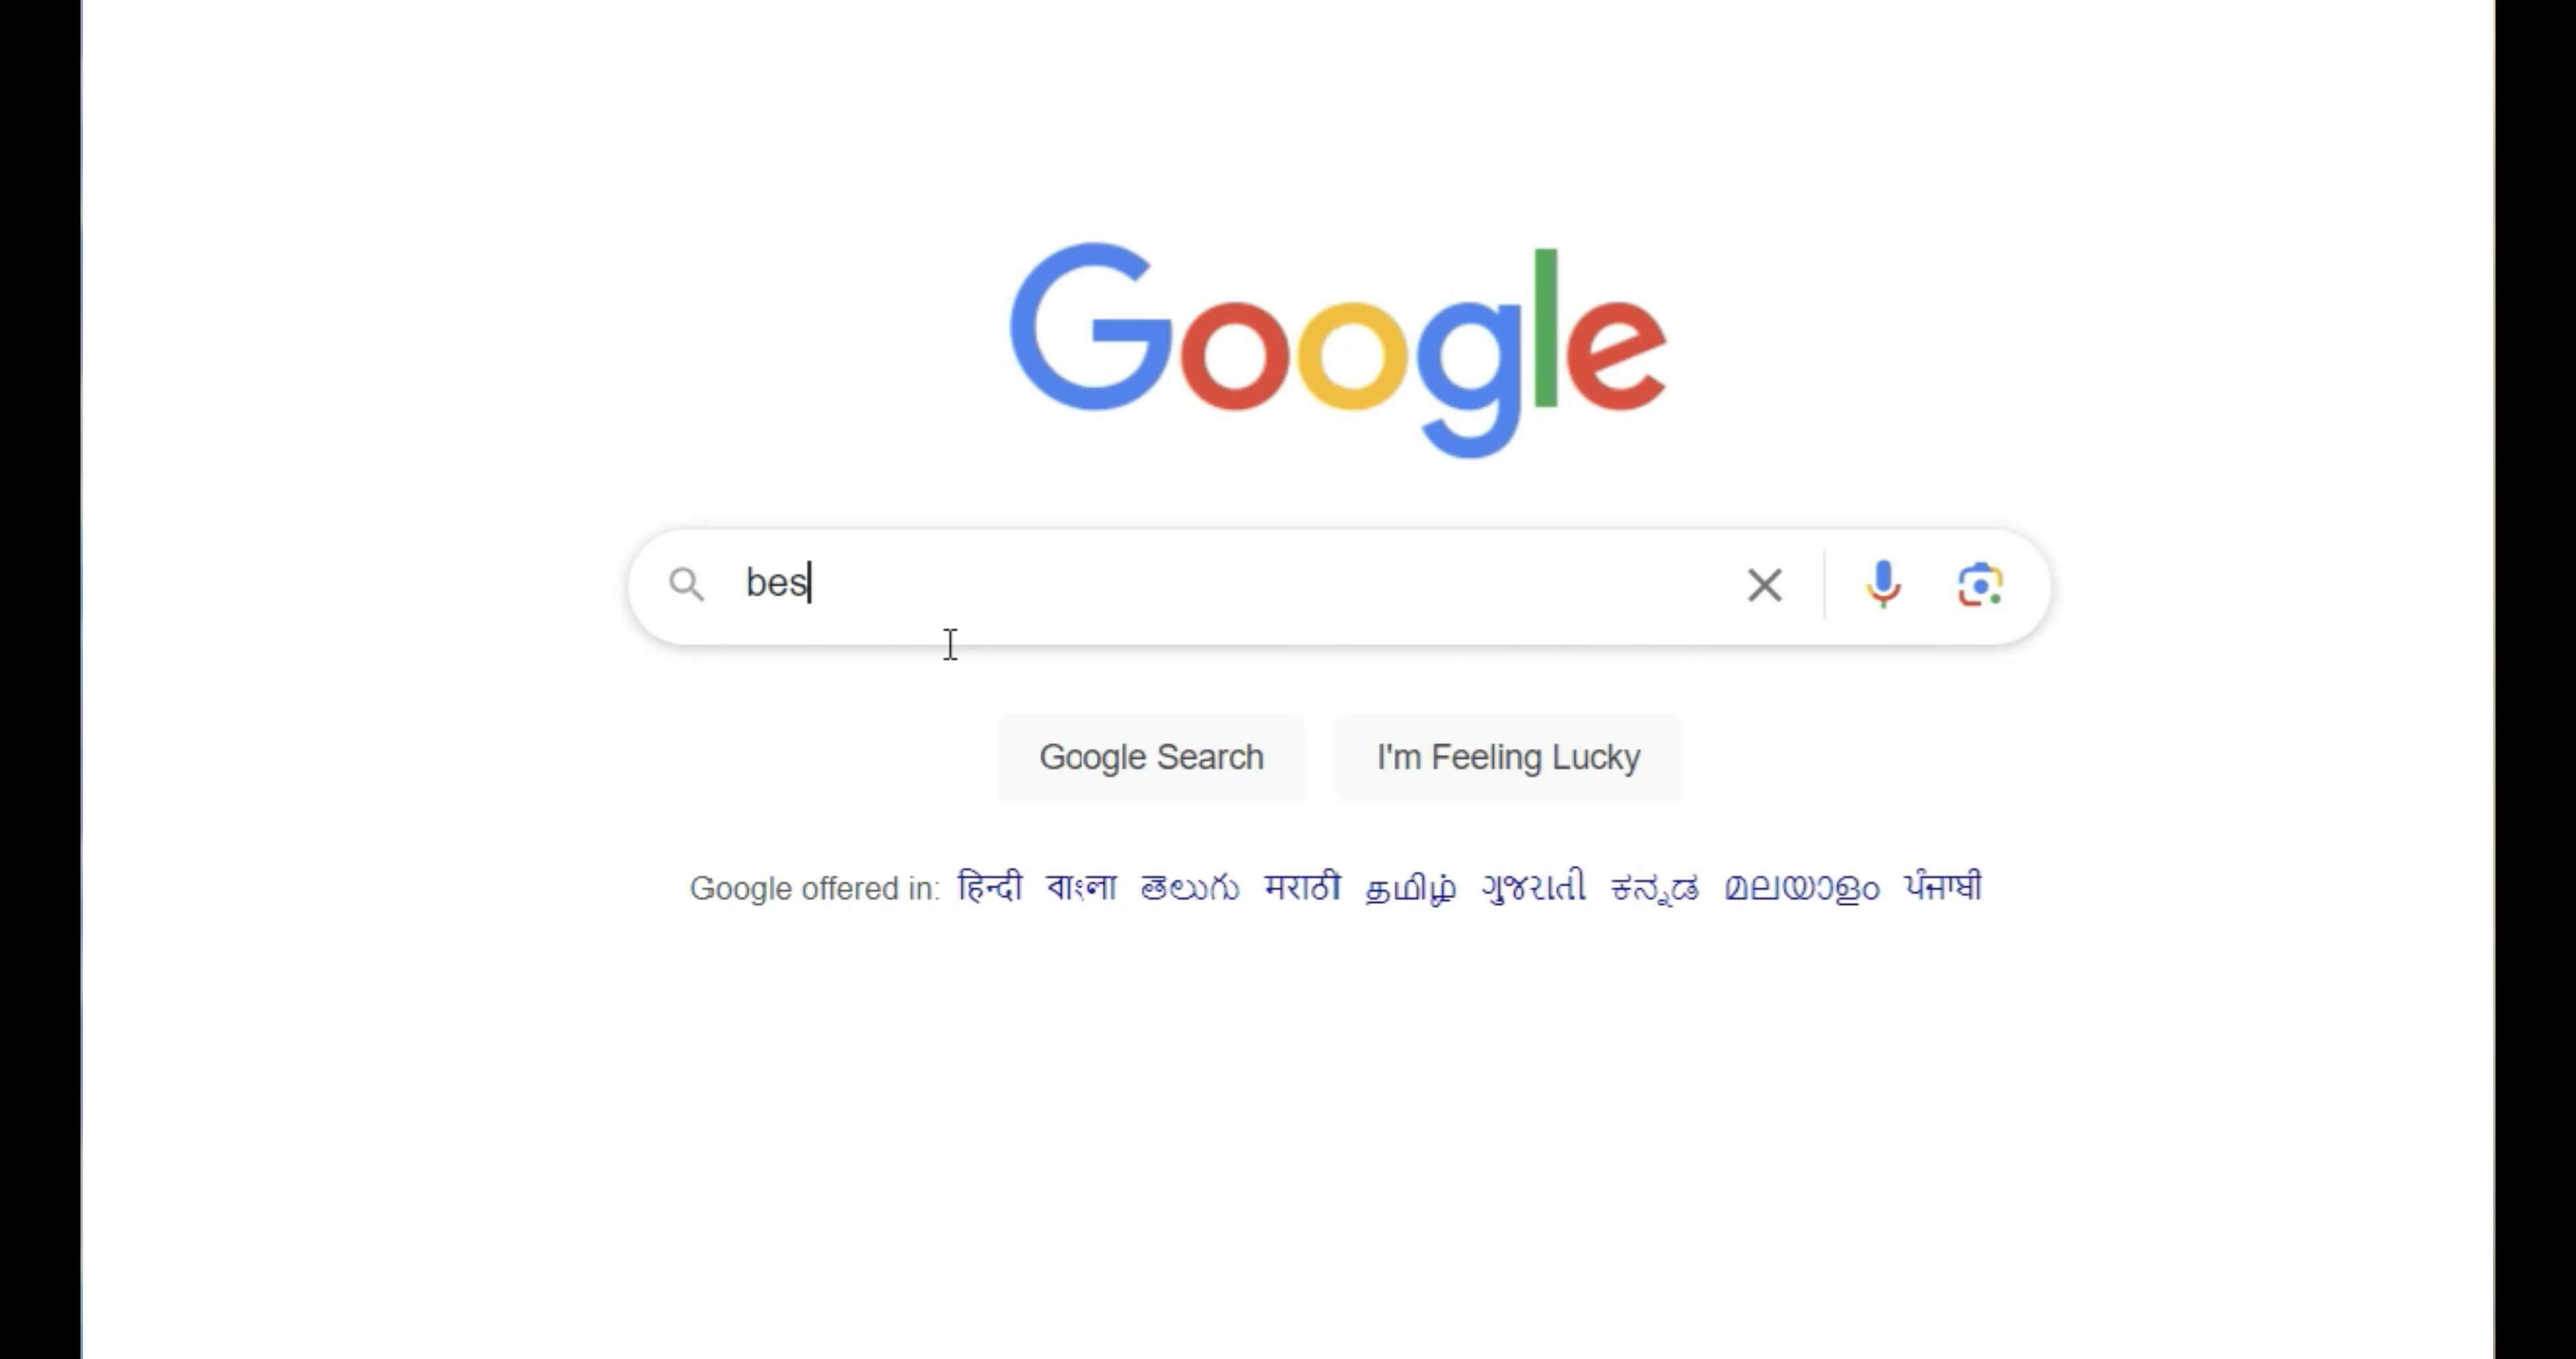 Google
bes
Google Search I'm Feeling Lucky
Google offered in: हिन्दी বাংলা తెలుగు मराठी தமிழ் ગુજરાતી ಕನ್ನಡ മലയാളം ਪੰਜਾਬੀ